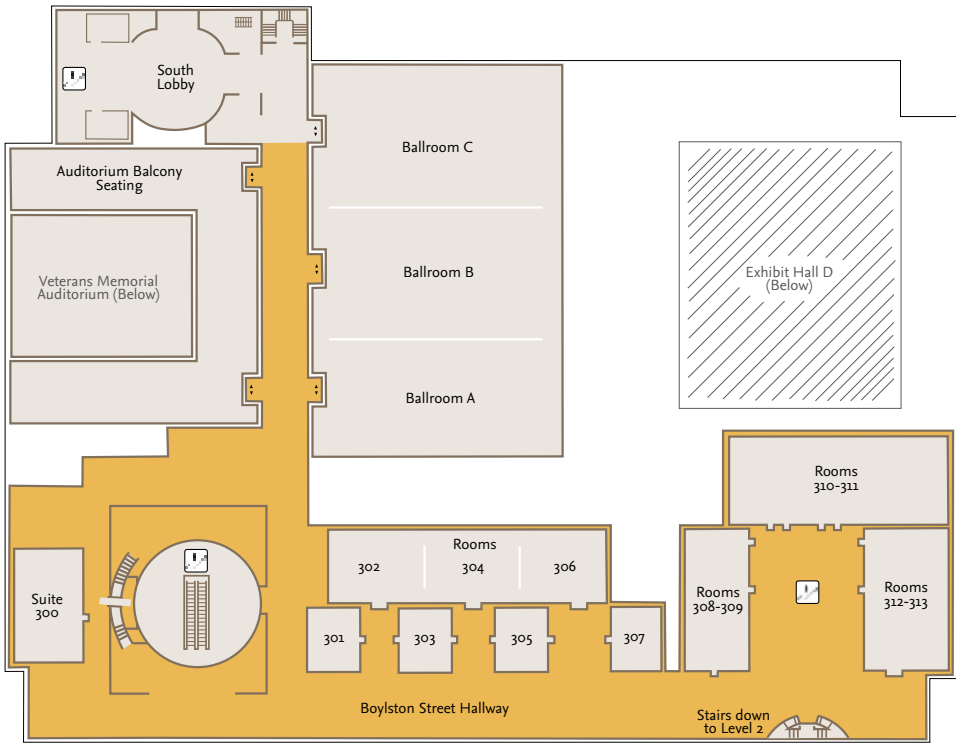 South
Lobby
Auditorium Balcony
Seating
Ballroom C
Veterans Memorial
Auditorium (Below)
Ballroom B
Exhibit Hall D
(Below)
Ballroom A
Rooms
310-311
Rooms
302
304
306
Suite
300
Rooms
308-309
Rooms
312-313
301
303
305
307
Boylston Street Hallway
Stairs down
to Level 2